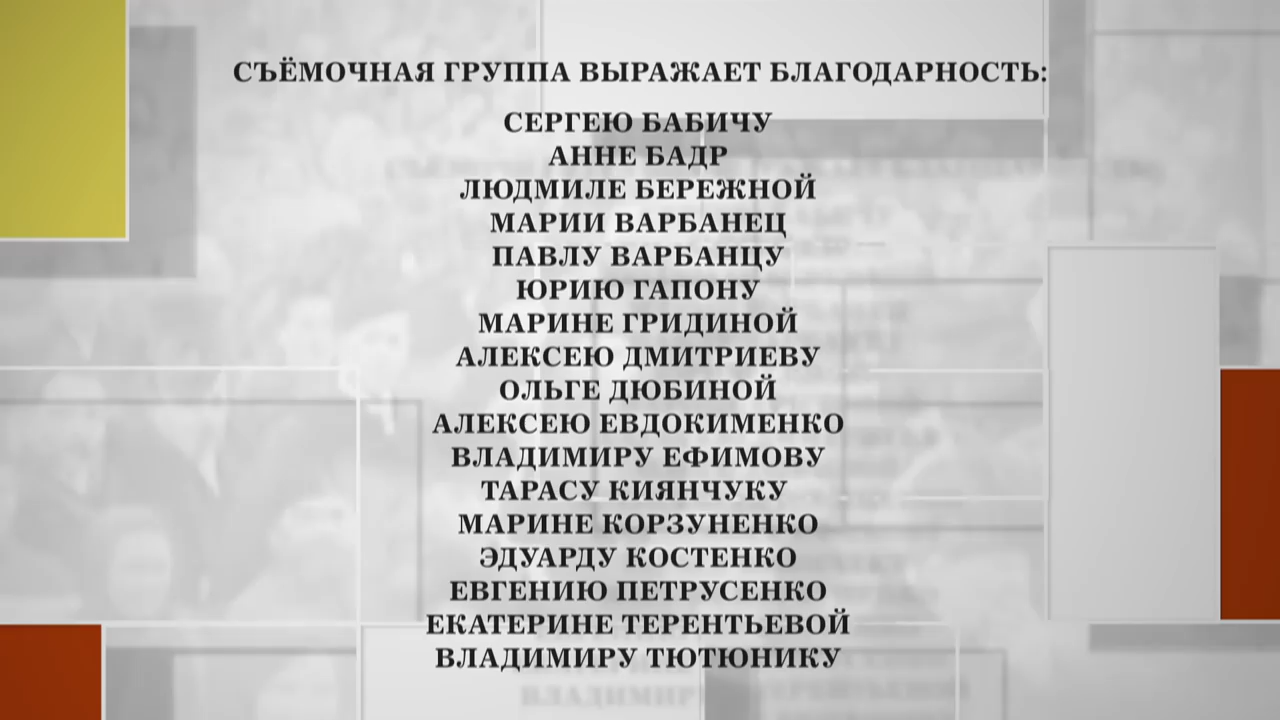 СЪЁМОЧНАЯ ГРУППА ВЫРАЖАЕТ БЛАГОДАРНОСТЬ:
СЕРГЕЮ БАБИЧУ
АННЕ БАДР
ЛЮДМИЛЕ БЕРЕЖНОЙ
МАРИИ ВАРБАНЕЦ
ПАВЛУ ВАРБАНЦУ
ЮРИЮ ГАПОНУ
МАРИНЕ ГРИДИНОЙ
АЛЕКСЕЮ ДМИТРИЕВУ
ОЛЬГЕ ДЮБИНОЙ
АЛЕКСЕЮ ЕВДОКИМЕНКО
ВЛАДИМИРУ ЕФИМОВУ
ТАРАСУ КИЯНЧУКУ
МАРИНЕ КОРЗУНЕНКО
ЭДУАРДУ КОСТЕНКО
ЕВГЕНИЮ ПЕТРУСЕНКО
ЕКАТЕРИНЕ ТЕРЕНТЬЕВОЙ
ВЛАДИМИРУ ТЮТЮНИКУ